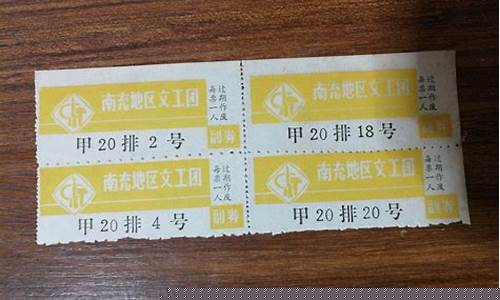 南充地区文工团
甲20排2号
过期作废
每票一人
副券
南充地区文工团
甲20排18号
过期作废
每票一人
副券
南充地区文工团
甲20排4号
过期作废
每票一人
副券
南充地区文工团
甲20排20号
过期作废
每票一人
副券